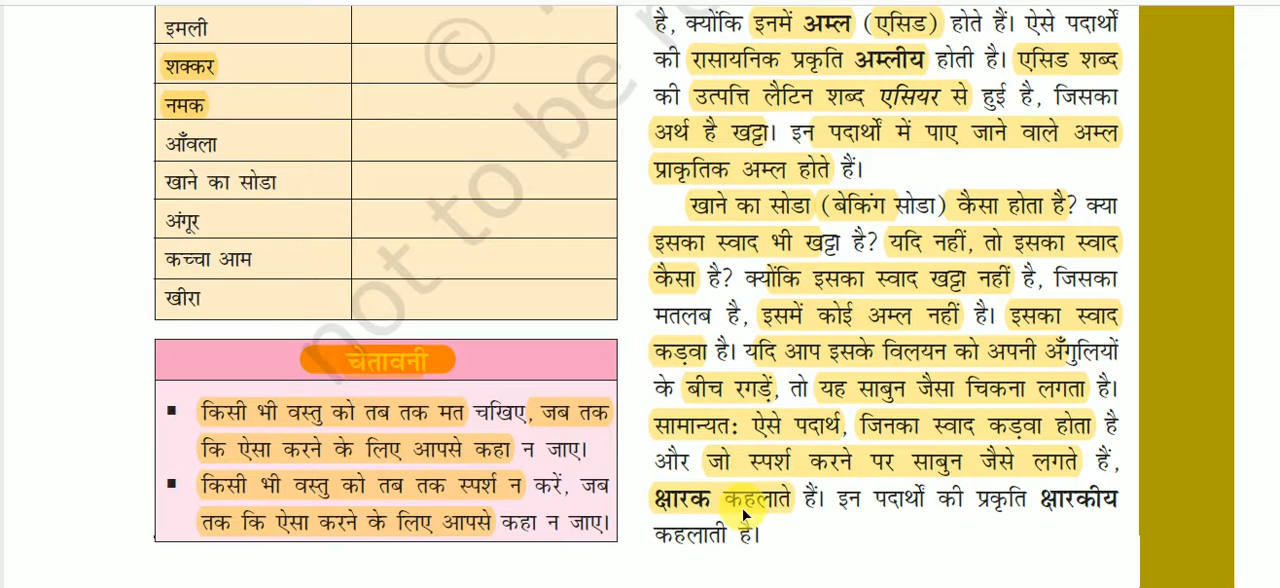 इमली
शक्कर
नमक
आँवला
खाने का सोडा
अंगूर
कच्चा आम
खीरा
चेतावनी
▪ किसी भी वस्तु को तब तक मत चखिए, जब तक
कि ऐसा करने के लिए आपसे कहा न जाए।
▪ किसी भी वस्तु को तब तक स्पर्श न करें, जब
तक कि ऐसा करने के लिए आपसे कहा न जाए।
है, क्योंकि इनमें अम्ल (एसिड) होते हैं। ऐसे पदार्थों
की रासायनिक प्रकृति अम्लीय होती है। एसिड शब्द
की उत्पत्ति लैटिन शब्द एसियर से हुई है, जिसका
अर्थ है खट्टा। इन पदार्थों में पाए जाने वाले अम्ल
प्राकृतिक अम्ल होते हैं।
खाने का सोडा (बेकिंग सोडा) कैसा होता है? क्या
इसका स्वाद भी खट्टा है? यदि नहीं, तो इसका स्वाद
कैसा है? क्योंकि इसका स्वाद खट्टा नहीं है, जिसका
मतलब है, इसमें कोई अम्ल नहीं है। इसका स्वाद
कड़वा है। यदि आप इसके विलयन को अपनी अँगुलियों
के बीच रगड़ें, तो यह साबुन जैसा चिकना लगता है।
सामान्यतः ऐसे पदार्थ, जिनका स्वाद कड़वा होता है
और जो स्पर्श करने पर साबुन जैसे लगते हैं,
क्षारक कहलाते हैं। इन पदार्थों की प्रकृति क्षारकीय
कहलाती है।
© not to be